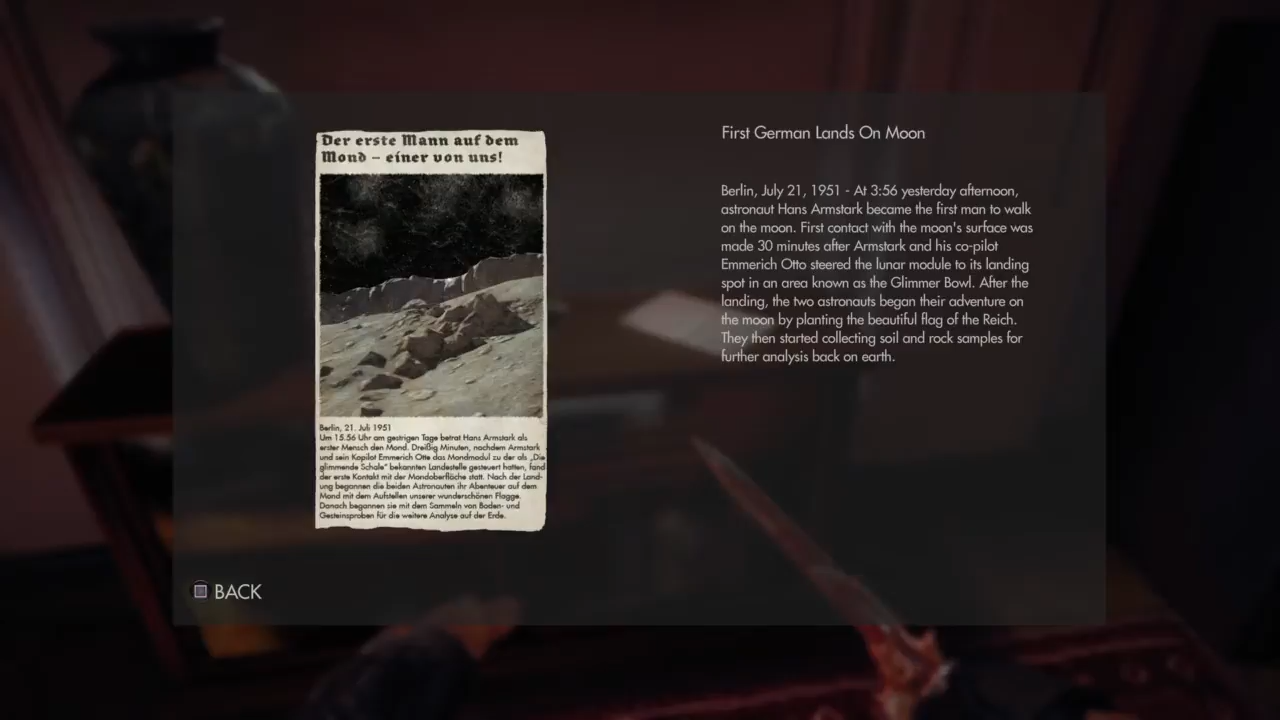 Der erste Mann auf dem
Mond – einer von uns!
Berlin, 21. Juli 1951
Um 15.56 Uhr am gestrigen Tage betrat Hans Armstark als
erster Mensch den Mond. Dreißig Minuten, nachdem Armstark
und sein Kopilot Emmerich Otto das Mondmodul zu der als „Die
glimmende Schale" bekannten Landestelle gesteuert hatten, fand
der erste Kontakt mit der Mondoberfläche statt. Nach der Land-
ung begannen die beiden Astronauten ihr Abenteuer auf dem
Mond mit dem Aufstellen unserer wunderschönen Flagge.
Danach begannen sie mit dem Sammeln von Boden- und
Gesteinsproben für die weitere Analyse auf der Erde.
First German Lands On Moon
Berlin, July 21, 1951 - At 3:56 yesterday afternoon,
astronaut Hans Armstark became the first man to walk
on the moon. First contact with the moon's surface was
made 30 minutes after Armstark and his co-pilot
Emmerich Otto steered the lunar module to its landing
spot in an area known as the Glimmer Bowl. After the
landing, the two astronauts began their adventure on
the moon by planting the beautiful flag of the Reich.
They then started collecting soil and rock samples for
further analysis back on earth.
BACK